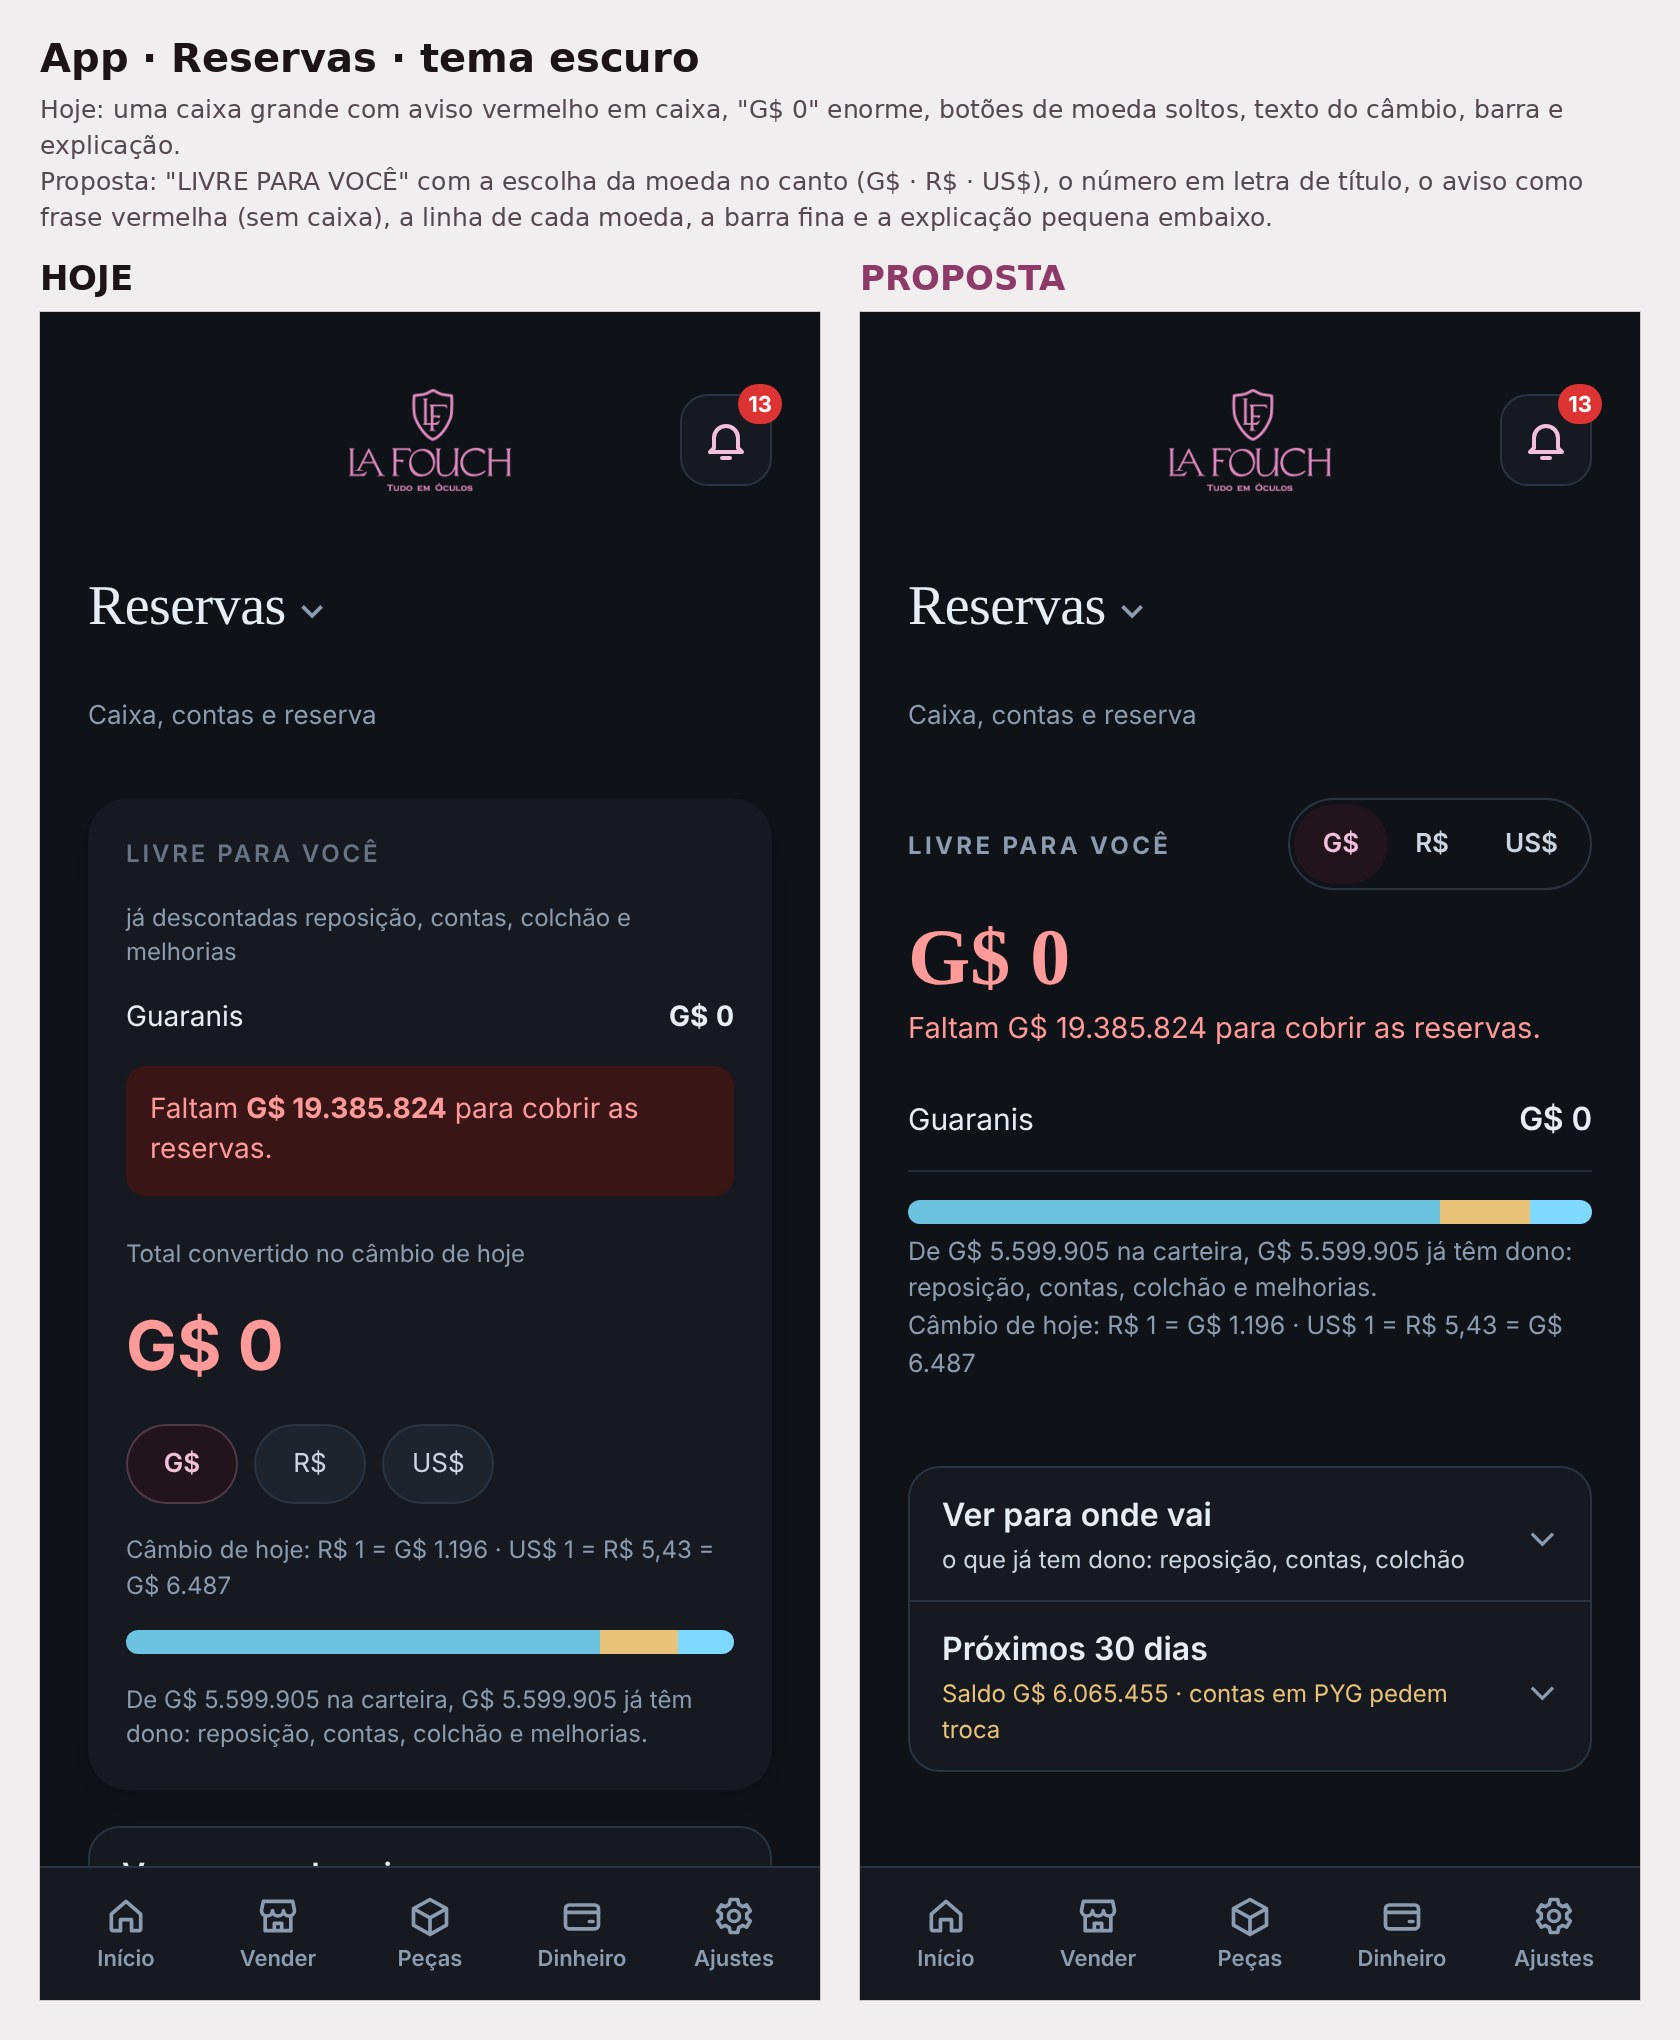 App · Reservas · tema escuro
Hoje: uma caixa grande com aviso vermelho em caixa, "G$ 0" enorme, botões de moeda soltos, texto do câmbio, barra e
explicação.
Proposta: "LIVRE PARA VOCÊ" com a escolha da moeda no canto (G$ · R$ · US$), o número em letra de título, o aviso como
frase vermelha (sem caixa), a linha de cada moeda, a barra fina e a explicação pequena embaixo.
HOJE
LF
LA FOUCH
TUDO EM ÓCULOS
13
Reservas
Caixa, contas e reserva
LIVRE PARA VOCÊ
já descontadas reposição, contas, colchão e
melhorias
Guaranis G$ 0
Faltam G$ 19.385.824 para cobrir as
reservas.
Total convertido no câmbio de hoje
G$ 0
G$ R$ US$
Câmbio de hoje: R$ 1 = G$ 1.196 · US$ 1 = R$ 5,43 =
G$ 6.487
De G$ 5.599.905 na carteira, G$ 5.599.905 já têm
dono: reposição, contas, colchão e melhorias.
Início Vender Peças Dinheiro Ajustes
PROPOSTA
LF
LA FOUCH
TUDO EM ÓCULOS
13
Reservas
Caixa, contas e reserva
LIVRE PARA VOCÊ G$ R$ US$
G$ 0
Faltam G$ 19.385.824 para cobrir as reservas.
Guaranis G$ 0
De G$ 5.599.905 na carteira, G$ 5.599.905 já têm dono:
reposição, contas, colchão e melhorias.
Câmbio de hoje: R$ 1 = G$ 1.196 · US$ 1 = R$ 5,43 = G$
6.487
Ver para onde vai
o que já tem dono: reposição, contas, colchão
Próximos 30 dias
Saldo G$ 6.065.455 · contas em PYG pedem
troca
Início Vender Peças Dinheiro Ajustes